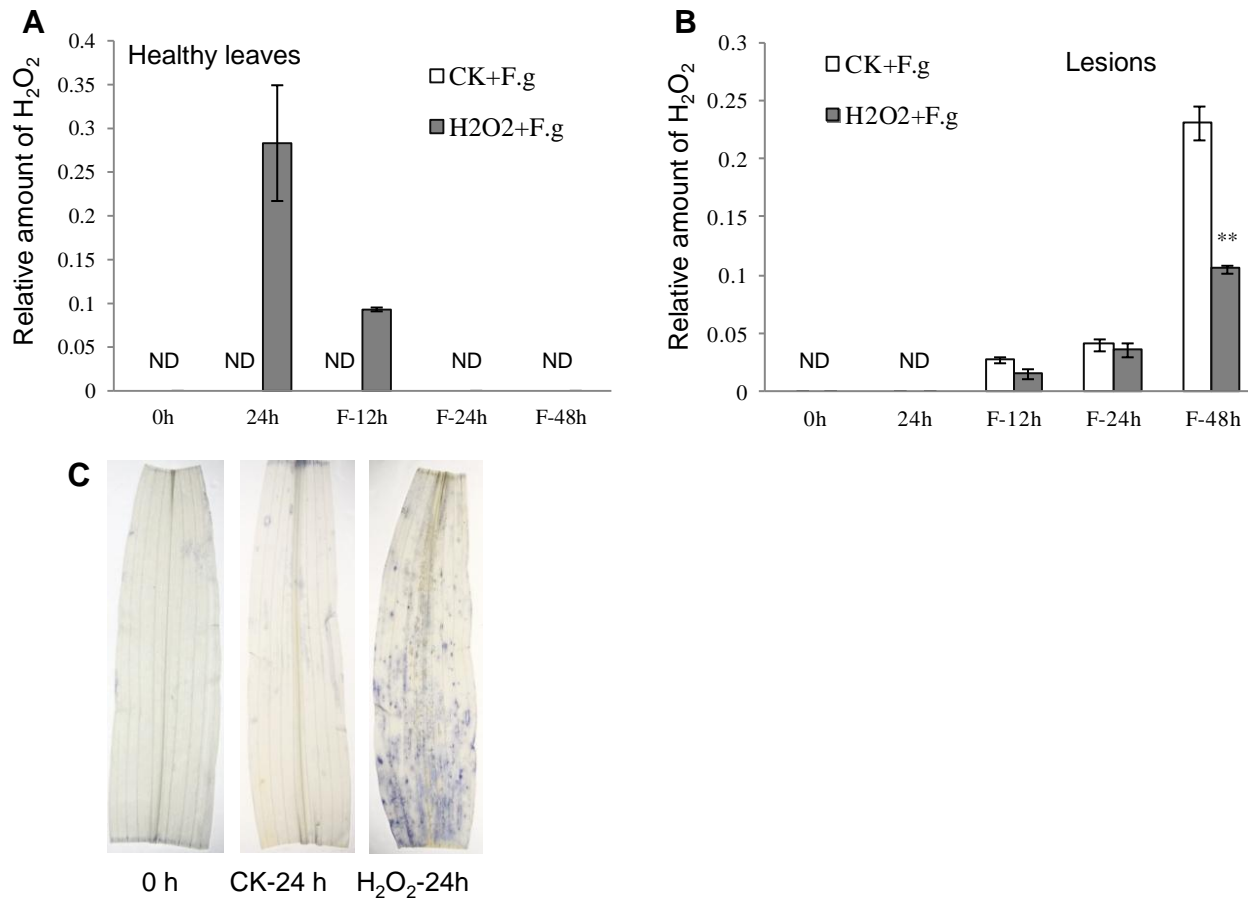 A
Healthy leaves
Relative amount of H₂O₂
0.4
0.35
0.3
0.25
0.2
0.15
0.1
0.05
0
CK+F.g
H2O2+F.g
ND ND ND ND ND
0h 24h F-12h F-24h F-48h
B
Lesions
Relative amount of H₂O₂
0.3
0.25
0.2
0.15
0.1
0.05
0
CK+F.g
H2O2+F.g
**
ND ND
0h 24h F-12h F-24h F-48h
C
0 h CK-24 h H₂O₂-24h